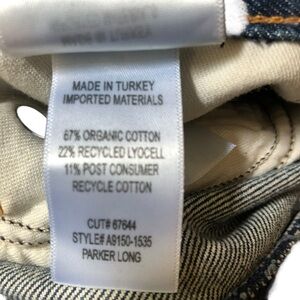 MADE IN TURKEY
IMPORTED MATERIALS
67% ORGANIC COTTON
22% RECYCLED LYOCELL
11% POST CONSUMER
RECYCLE COTTON
CUT# 67644
STYLE# A9150-1535
PARKER LONG